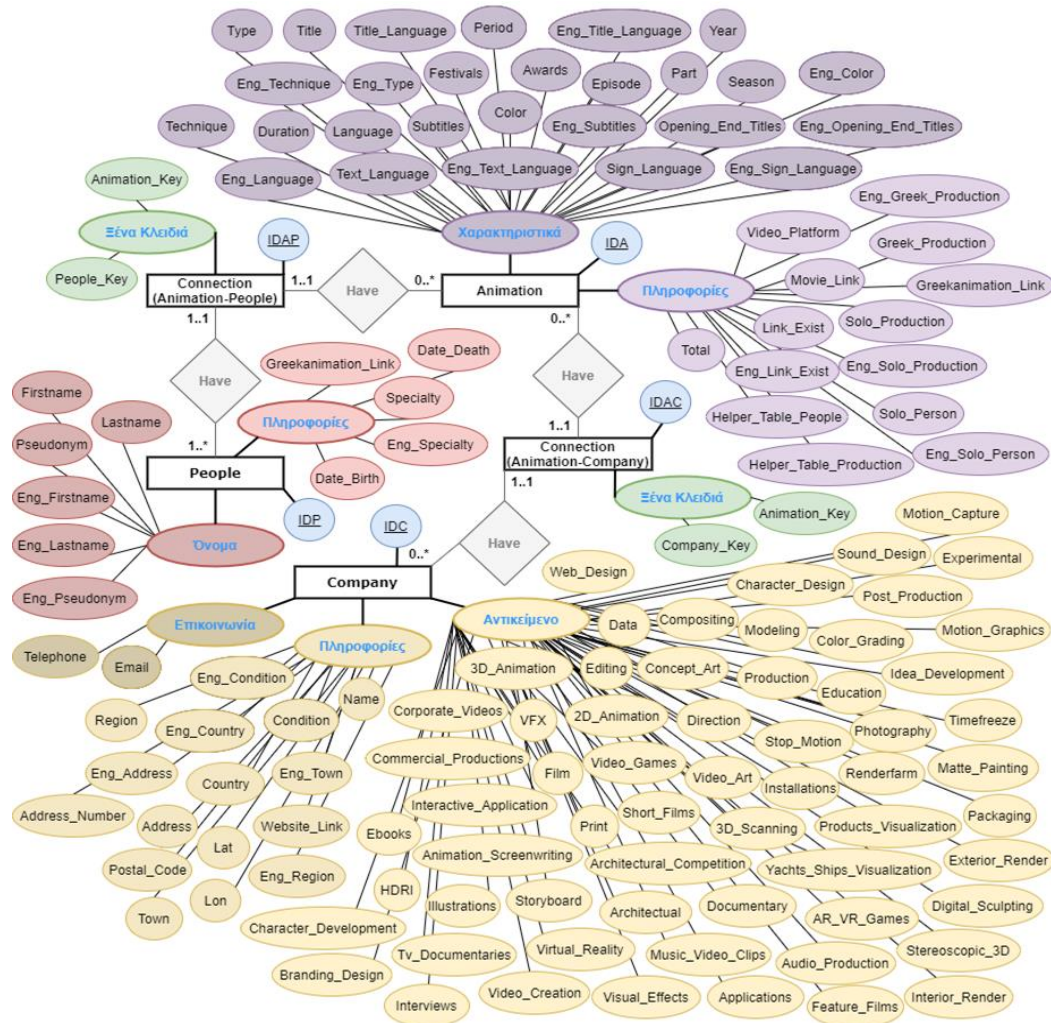 Type
Title
Title_Language
Period
Eng_Title_Language
Year
Eng_Technique
Eng_Type
Festivals
Awards
Episode
Part
Season
Eng_Color
Technique
Duration
Language
Subtitles
Color
Eng_Subtitles
Opening_End_Titles
Eng_Opening_End_Titles
Eng_Language
Text_Language
Eng_Text_Language
Sign_Language
Eng_Sign_Language
Animation_Key
Ξένα Κλειδιά
People_Key
IDAP
Connection
(Animation-People)
1..1
Have
0..*
Χαρακτηριστικά
Animation
IDA
Πληροφορίες
Eng_Greek_Production
Video_Platform
Greek_Production
Movie_Link
Greekanimation_Link
Solo_Production
Link_Exist
Total
Eng_Solo_Production
Eng_Link_Exist
Solo_Person
Helper_Table_People
Eng_Solo_Person
Helper_Table_Production
1..1
Have
1..*
0..*
Have
1..1
IDAC
Connection
(Animation-Company)
1..1
Ξένα Κλειδιά
Animation_Key
Company_Key
Greekanimation_Link
Date_Death
Specialty
Πληροφορίες
Eng_Specialty
Date_Birth
Firstname
Lastname
Pseudonym
Eng_Firstname
Eng_Lastname
Eng_Pseudonym
People
IDP
Όνομα
IDC
0..*
Have
Company
Επικοινωνία
Telephone
Email
Πληροφορίες
Αντικείμενο
Eng_Condition
Name
Region
Condition
Eng_Country
Eng_Address
Country
Eng_Town
Address_Number
Address
Website_Link
Lat
Postal_Code
Eng_Region
Town
Lon
Motion_Capture
Sound_Design
Experimental
Web_Design
Character_Design
Post_Production
Data
Compositing
Modeling
Color_Grading
Motion_Graphics
3D_Animation
Editing
Concept_Art
Production
Idea_Development
Education
Corporate_Videos
VFX
2D_Animation
Direction
Photography
Timefreeze
Stop_Motion
Commercial_Productions
Film
Video_Games
Video_Art
Renderfarm
Matte_Painting
Installations
Interactive_Application
Short_Films
Packaging
Ebooks
Print
3D_Scanning
Products_Visualization
Animation_Screenwriting
Architectural_Competition
Yachts_Ships_Visualization
Exterior_Render
HDRI
Illustrations
Storyboard
Architectual
Documentary
AR_VR_Games
Digital_Sculpting
Character_Development
Tv_Documentaries
Virtual_Reality
Music_Video_Clips
Audio_Production
Stereoscopic_3D
Branding_Design
Interviews
Video_Creation
Visual_Effects
Applications
Feature_Films
Interior_Render